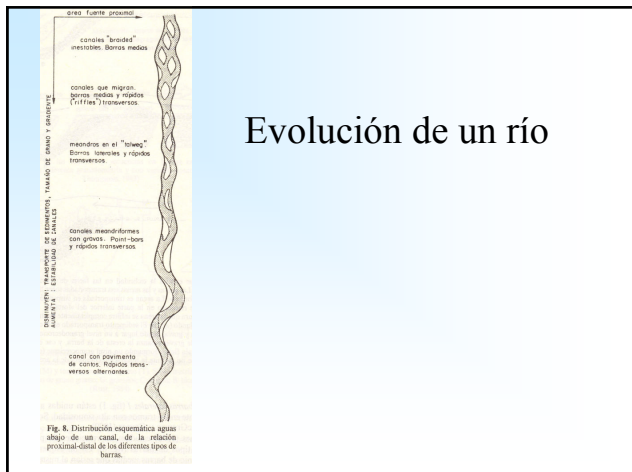 area fuente proximal
canales "braided"
inestables. Barras medias
canales que migran.
barras medias y rápidos
("riffles") transversos.
meandros en el "talweg"
Barras laterales y rápidos
transversos.
canales meandriformes
con gravas. Point-bars
y rápidos transversos.
canal con pavimento
de cantos. Rápidos trans-
versos alternantes
DISMINUYEN: TRANSPORTE DE SEDIMENTOS, TAMAÑO DE GRANO Y GRADIENTE
AUMENTA : ESTABILIDAD DE CANALES
Fig. 8. Distribución esquemática aguas
abajo de un canal, de la relación
proximal-distal de los diferentes tipos de
barras.
Evolución de un río